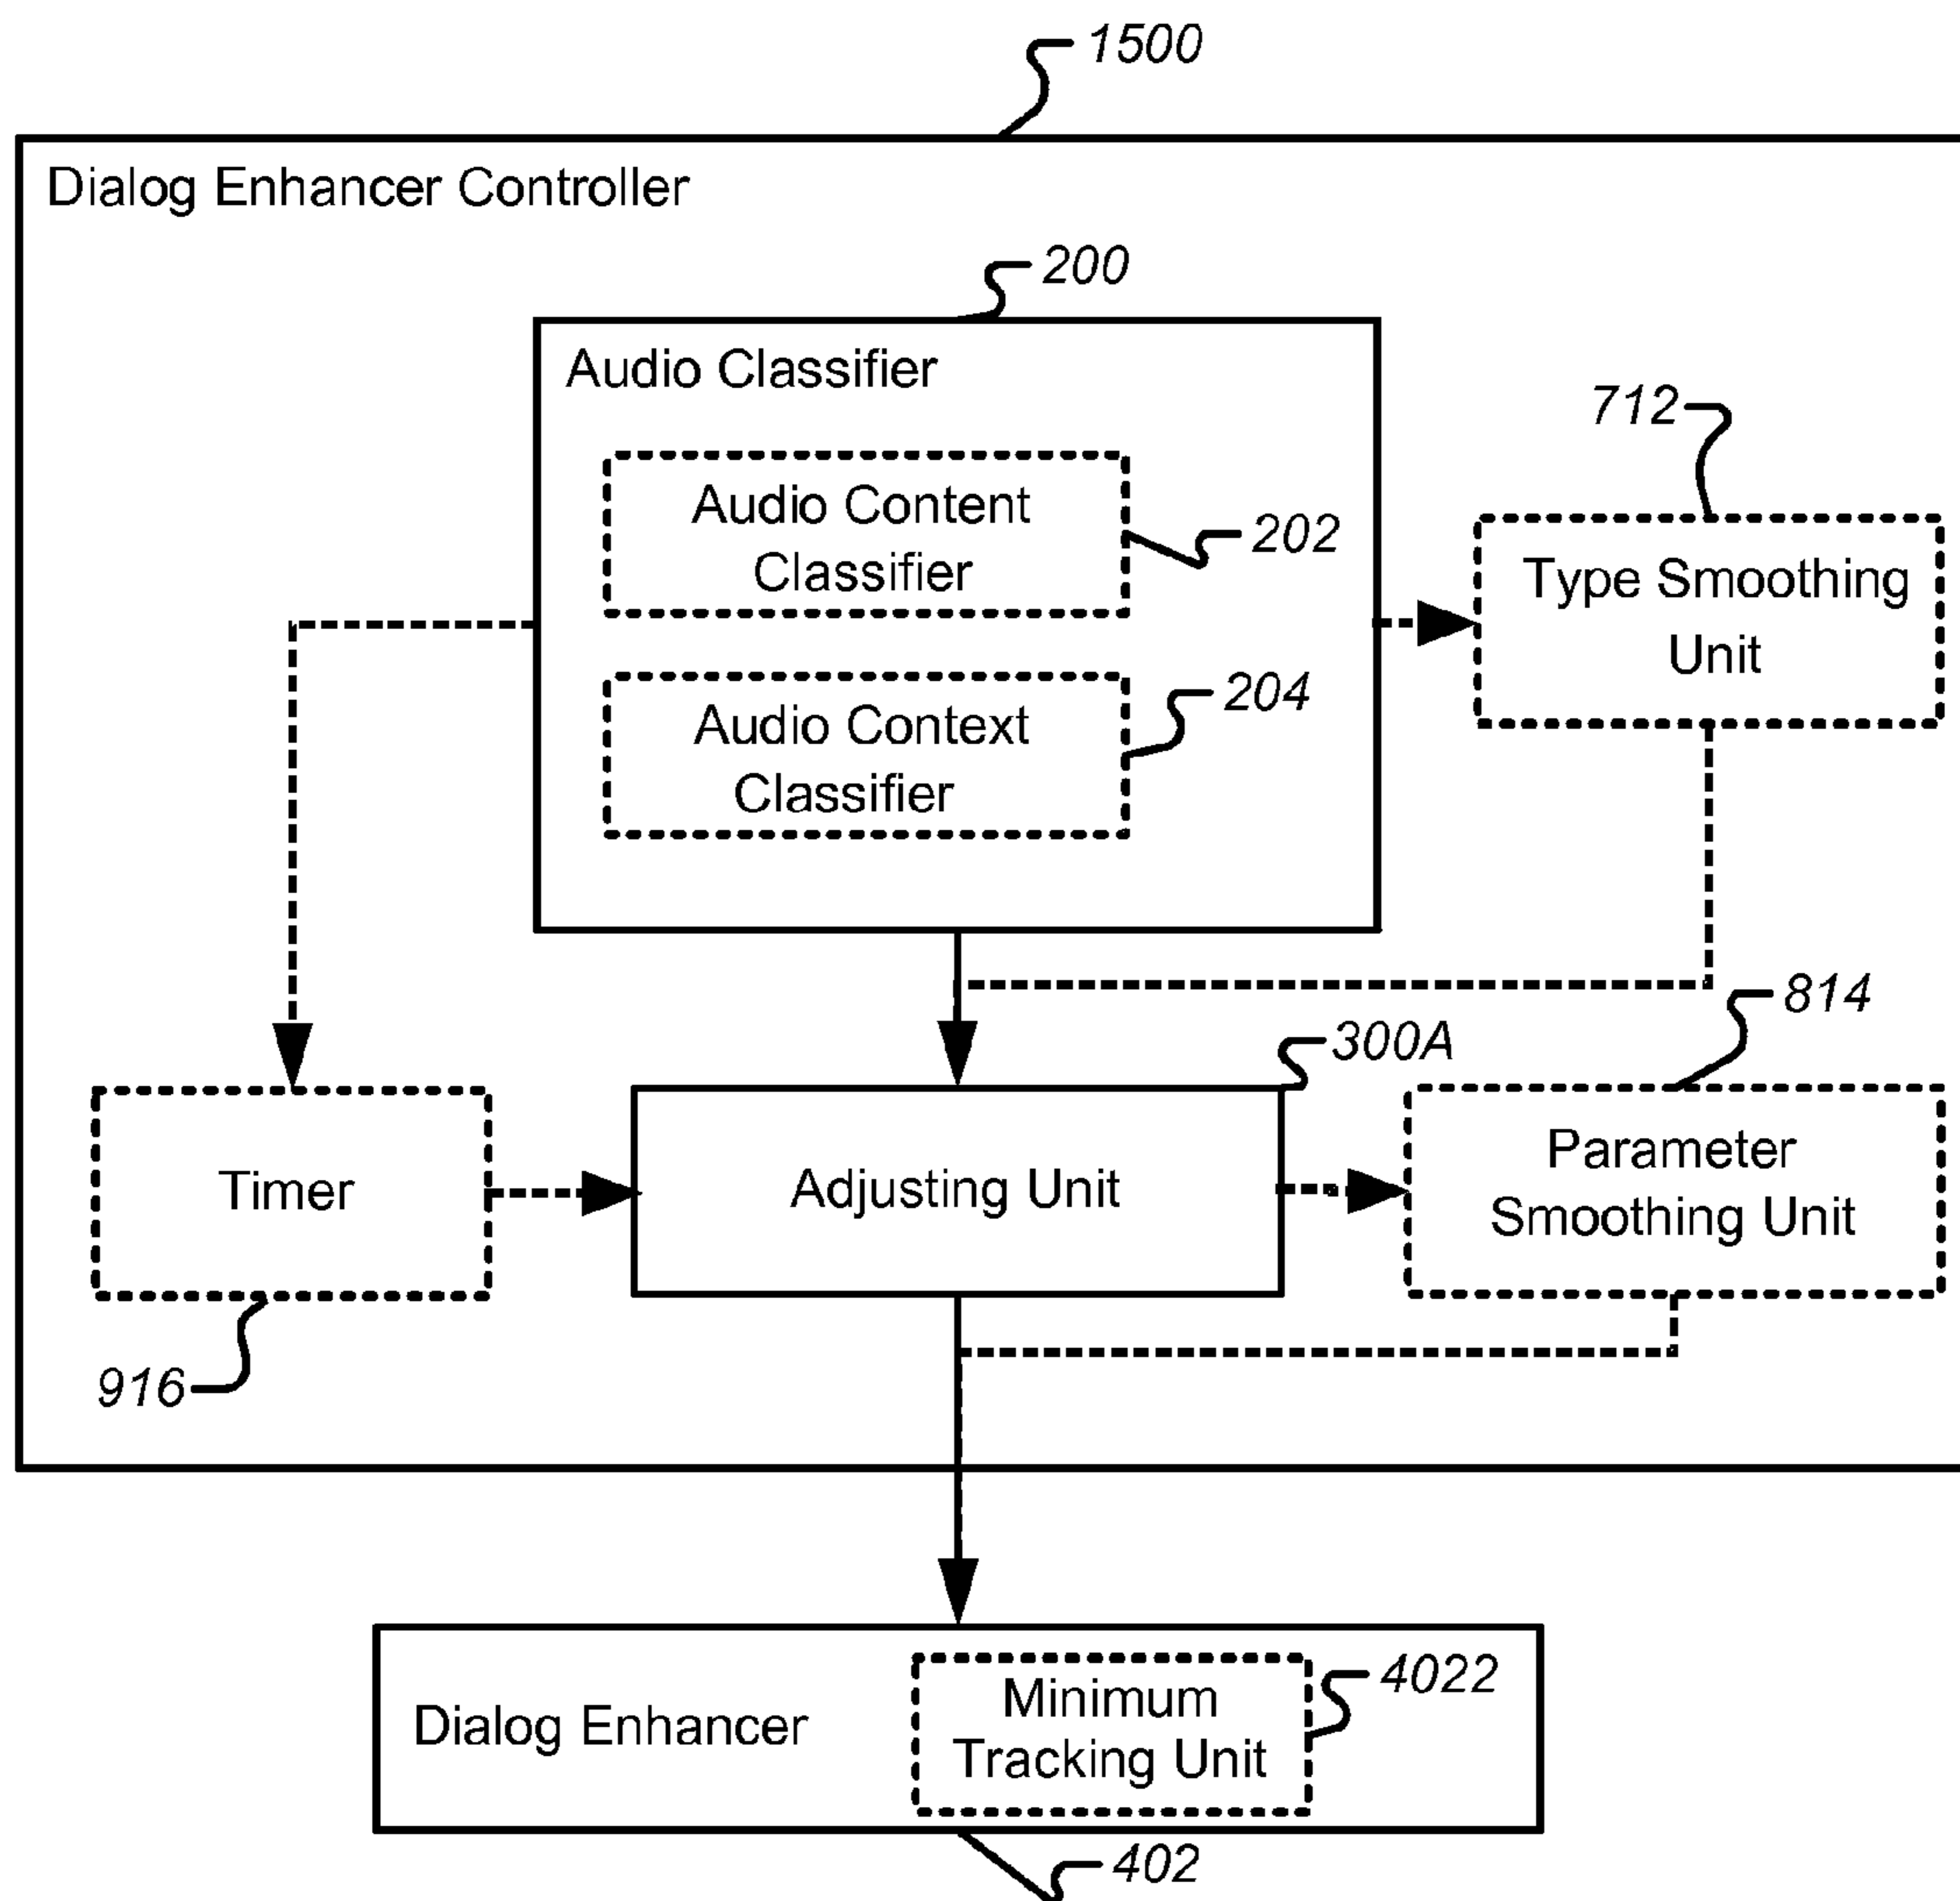 1500
Dialog Enhancer Controller
200
Audio Classifier
712
Audio Content
Classifier
202
Type Smoothing
Unit
204
Audio Context
Classifier
814
300A
Timer
Adjusting Unit
Parameter
Smoothing Unit
916
4022
Dialog Enhancer
Minimum
Tracking Unit
402